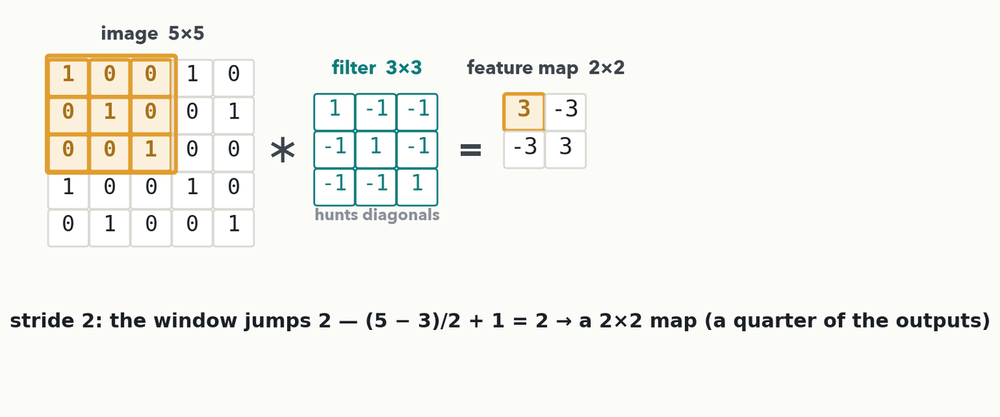 image 5×5
filter 3×3
feature map 2×2
1 0 0 1 0
0 1 0 0 1
0 0 1 0 0
1 0 0 1 0
0 1 0 0 1
*
1 -1 -1
-1 1 -1
-1 -1 1
hunts diagonals
=
3 -3
-3 3
stride 2: the window jumps 2 — (5 − 3)/2 + 1 = 2 → a 2×2 map (a quarter of the outputs)